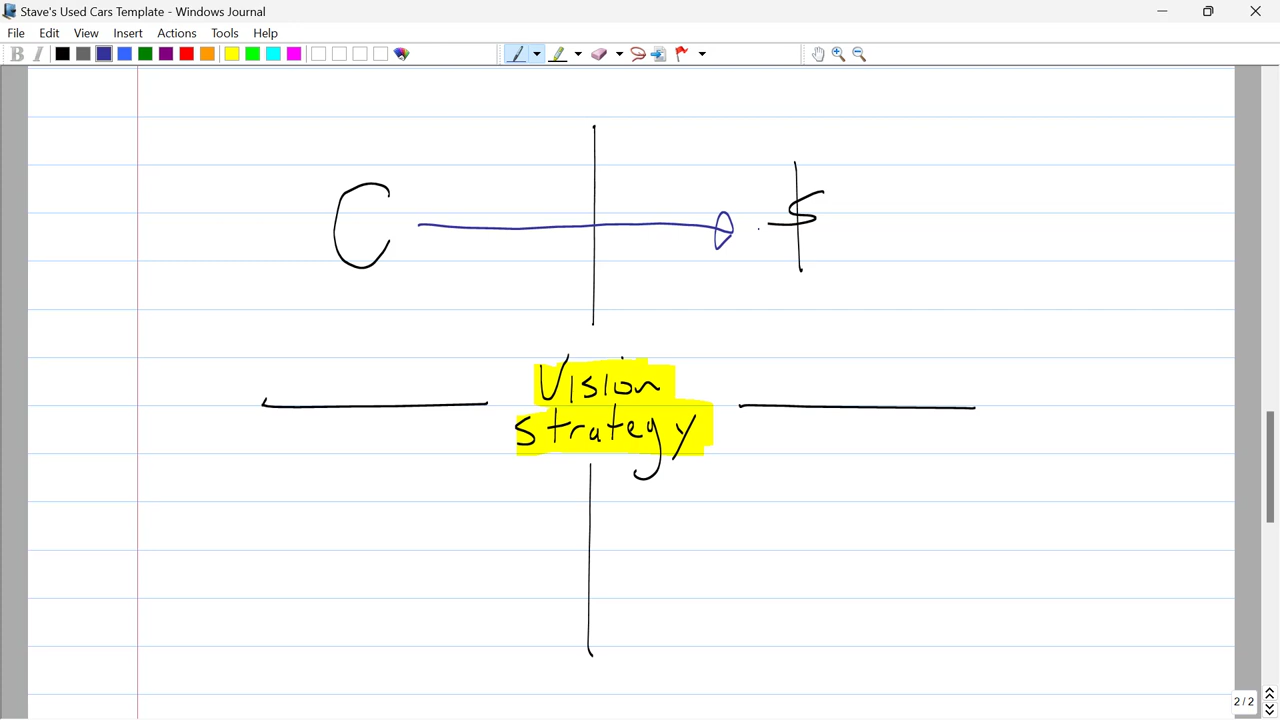 Stave's Used Cars Template - Windows Journal
File Edit View Insert Actions Tools Help
B I
C $
Vision
strategy
2 / 2